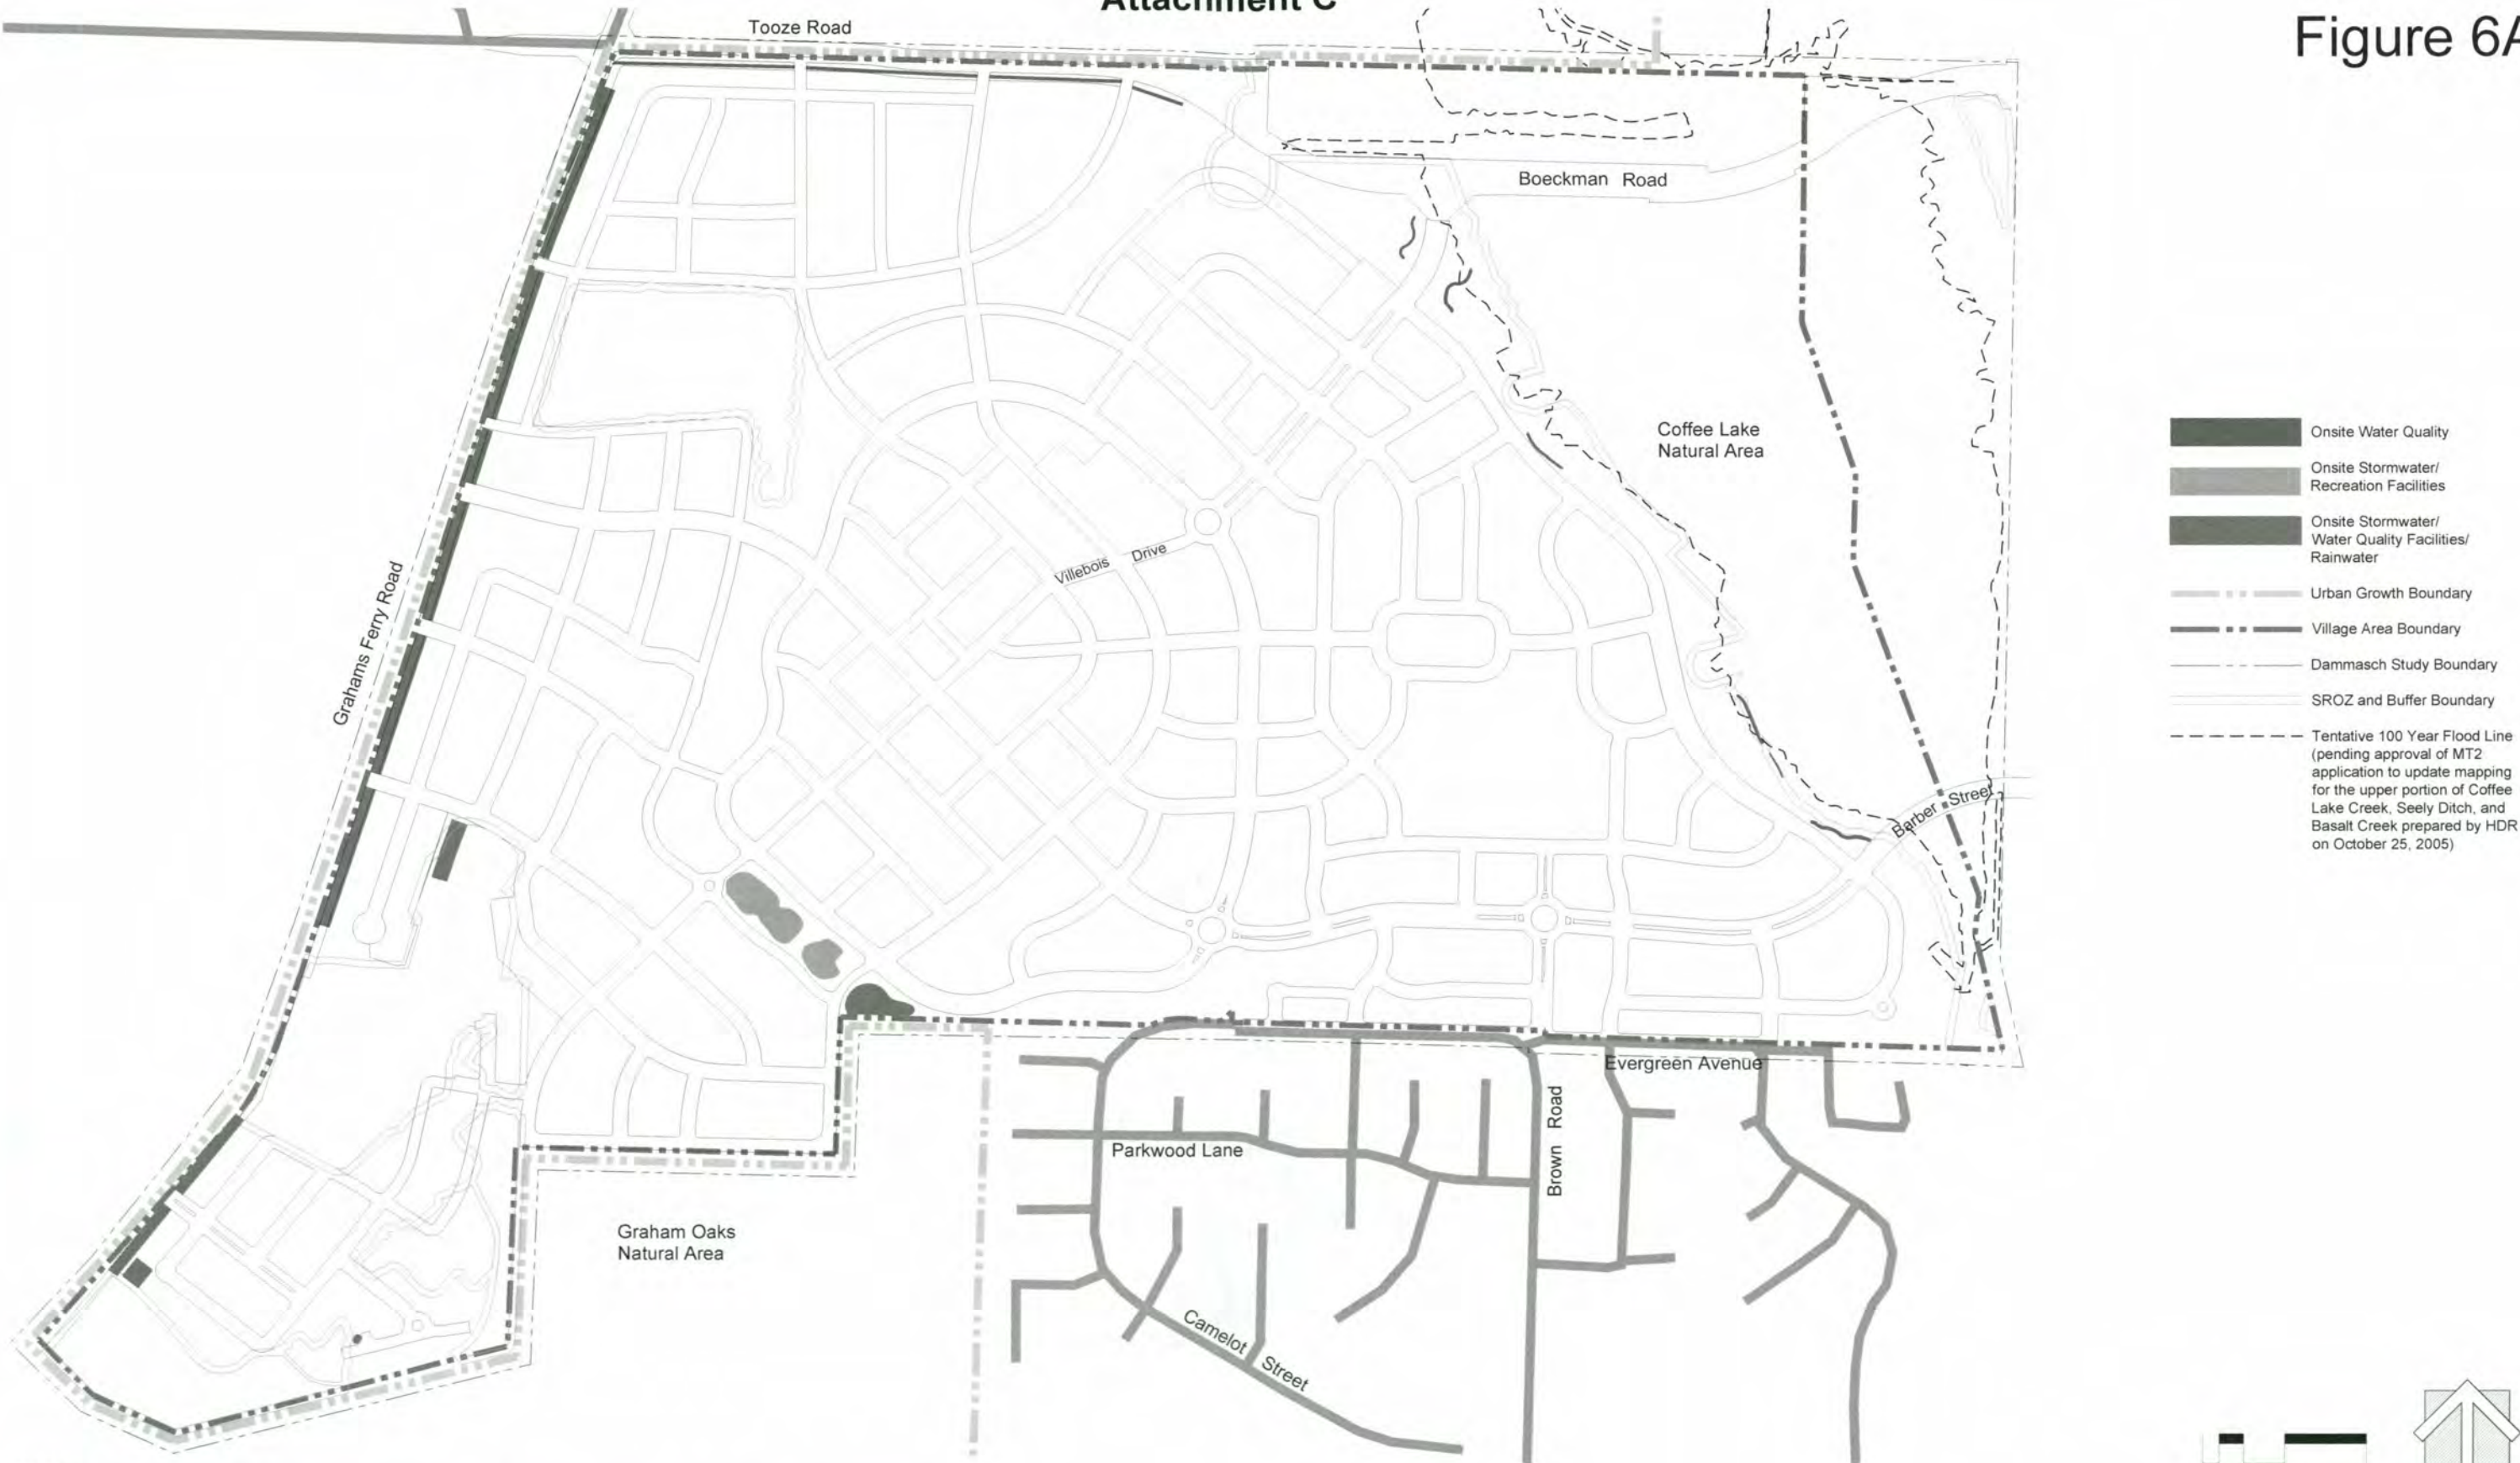 Attachment C
Figure 6A
Tooze Road
Boeckman Road
Coffee Lake
Natural Area
Villebois Drive
Grahams Ferry Road
Barber Street
Evergreen Avenue
Parkwood Lane
Brown Road
Graham Oaks
Natural Area
Camelot Street
Onsite Water Quality
Onsite Stormwater/
Recreation Facilities
Onsite Stormwater/
Water Quality Facilities/
Rainwater
Urban Growth Boundary
Village Area Boundary
Dammasch Study Boundary
SROZ and Buffer Boundary
Tentative 100 Year Flood Line
(pending approval of MT2
application to update mapping
for the upper portion of Coffee
Lake Creek, Seely Ditch, and
Basalt Creek prepared by HDR
on October 25, 2005)